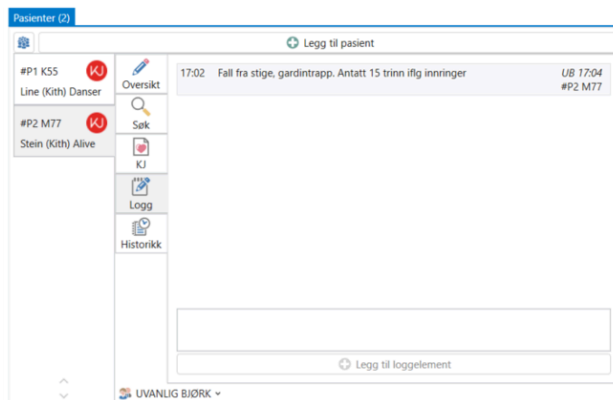 Pasienter (2)
Legg til pasient
#P1 K55 KJ
Line (Kith) Danser
#P2 M77 KJ
Stein (Kith) Alive
Oversikt
Søk
KJ
Logg
Historikk
17:02 Fall fra stige, gardintrapp. Antatt 15 trinn iflg innringer UB 17:04
#P2 M77
Legg til loggelement
UVANLIG BJØRK